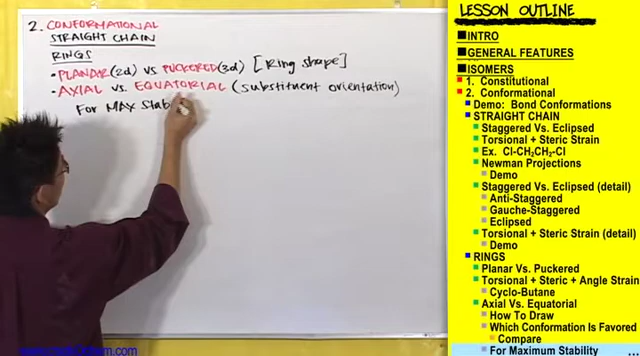 2. CONFORMATIONAL
STRAIGHT CHAIN
RINGS
• PLANAR (2d) vs PUCKERED (3d) [Ring shape]
• AXIAL vs. EQUATORIAL (substituent orientation)
For MAX Stab
LESSON OUTLINE
INTRO
GENERAL FEATURES
ISOMERS
1. Constitutional
2. Conformational
Demo: Bond Conformations
STRAIGHT CHAIN
Staggered Vs. Eclipsed
Torsional + Steric Strain
Ex. Cl-CH2CH2-Cl
Newman Projections
Demo
Staggered Vs. Eclipsed (detail)
Anti-Staggered
Gauche-Staggered
Eclipsed
Torsional + Steric Strain (detail)
Demo
RINGS
Planar Vs. Puckered
Torsional + Steric + Angle Strain
Cyclo-Butane
Axial Vs. Equatorial
How To Draw
Which Conformation Is Favored
Compare
For Maximum Stability ...